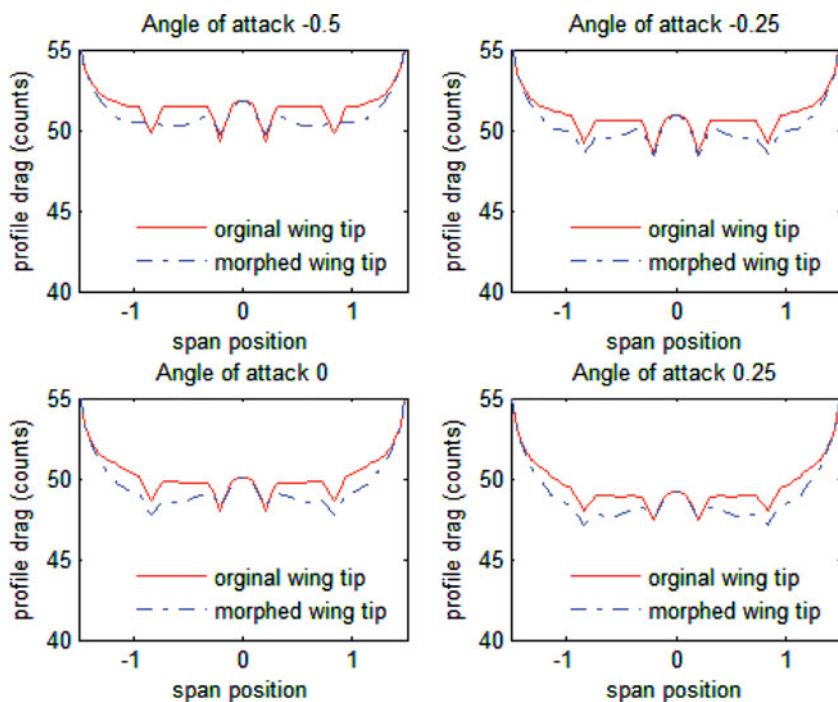 Angle of attack -0.5
55
50
45
40
profile drag (counts)
orginal wing tip
morphed wing tip
-1 0 1
span position
Angle of attack -0.25
55
50
45
40
profile drag (counts)
orginal wing tip
morphed wing tip
-1 0 1
span position
Angle of attack 0
55
50
45
40
profile drag (counts)
orginal wing tip
morphed wing tip
-1 0 1
span position
Angle of attack 0.25
55
50
45
40
profile drag (counts)
orginal wing tip
morphed wing tip
-1 0 1
span position